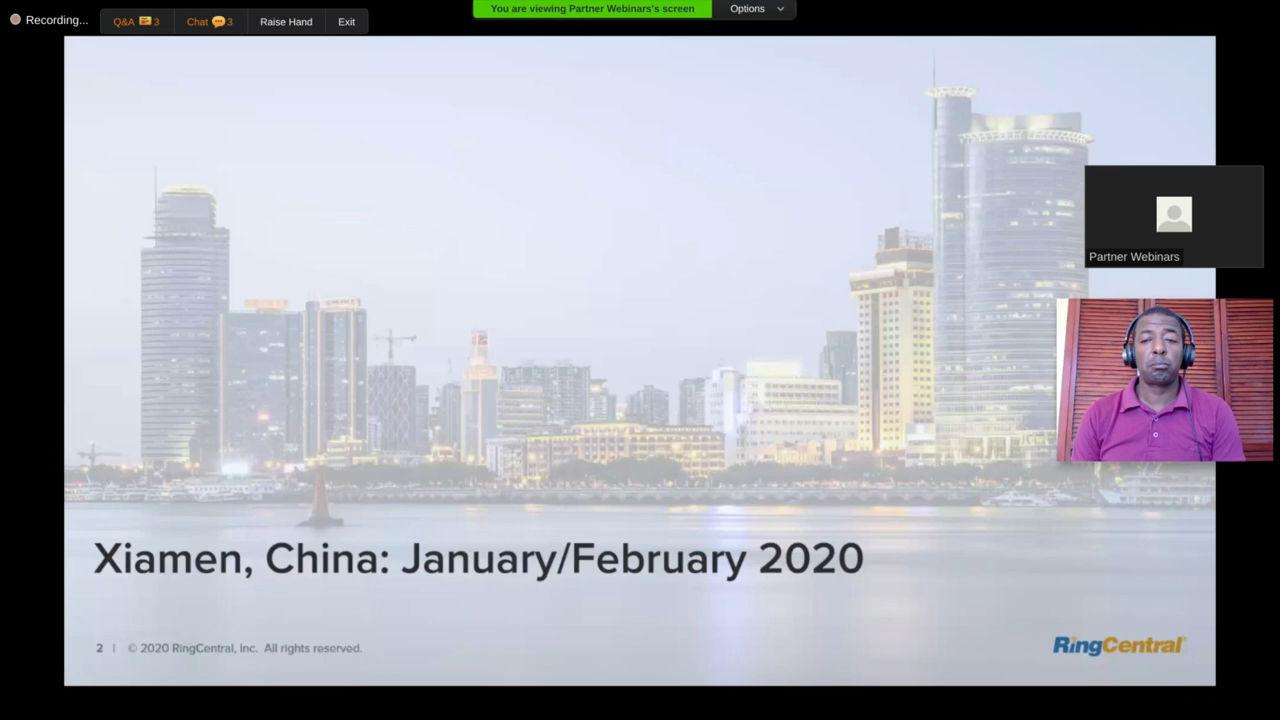 Recording...
Q&A 3
Chat 3
Raise Hand
Exit
You are viewing Partner Webinars's screen
Options
Partner Webinars
Xiamen, China: January/February 2020
2 | © 2020 RingCentral, Inc. All rights reserved.
RingCentral®